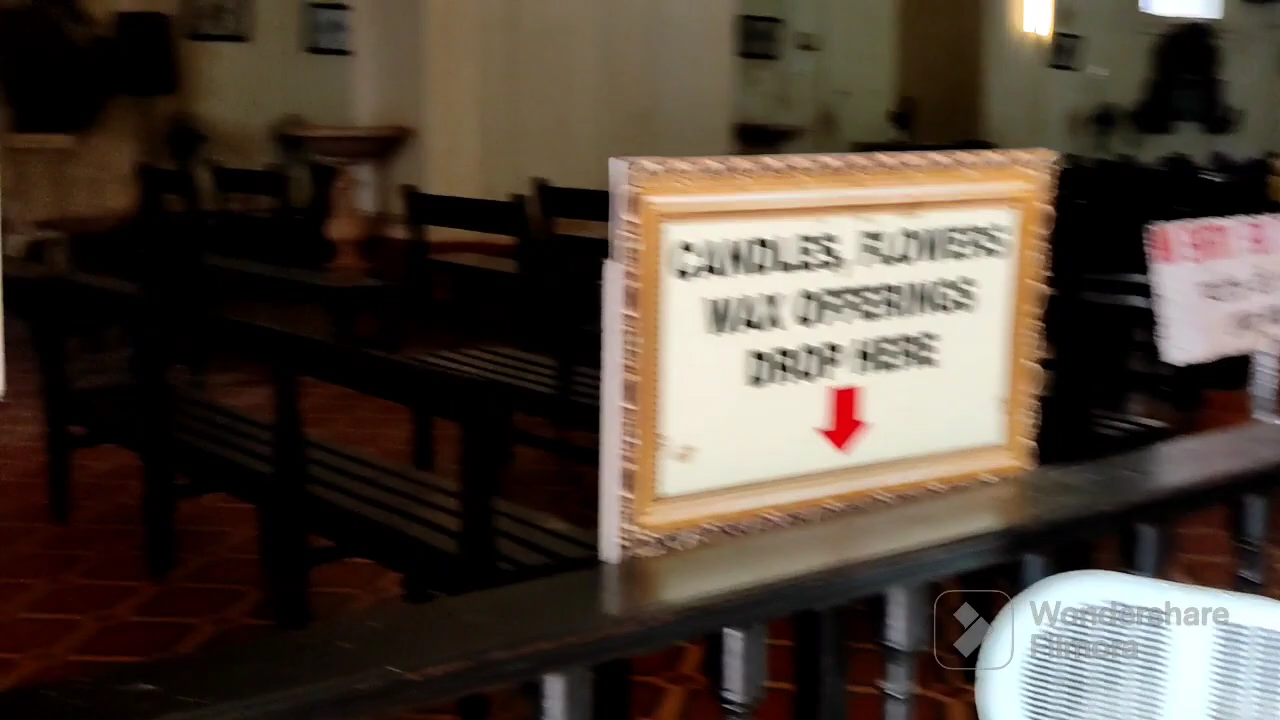 CANDLES, FLOWERS
WAX OFFERINGS
DROP HERE
Wondershare
Filmora